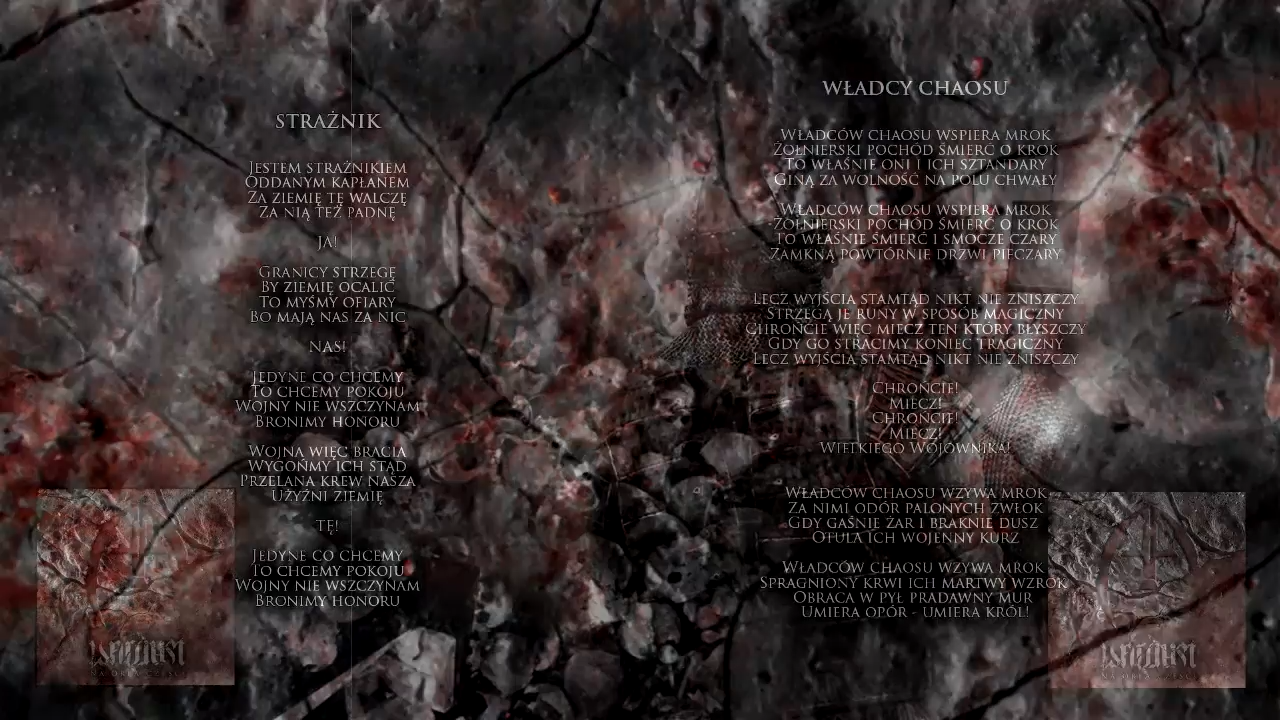 STRAŻNIK
JESTEM STRAŻNIKIEM
ODDANYM KAPŁANEM
ZA ZIEMIĘ TĘ WALCZĘ
ZA NIĄ TEŻ PADNĘ
JA!
GRANICY STRZEGĘ
BY ZIEMIĘ OCALIĆ
TO MYŚMY OFIARY
BO MAJĄ NAS ZA NIC
NAS!
JEDYNE CO CHCEMY
TO CHCEMY POKOJU
WOJNY NIE WSZCZYNAM
BRONIMY HONORU
WOJNA WIĘC BRACIA
WYGOŃMY ICH STĄD
PRZELANA KREW NASZA
UŻYŹNI ZIEMIĘ
TĘ!
JEDYNE CO CHCEMY
TO CHCEMY POKOJU
WOJNY NIE WSZCZYNAM
BRONIMY HONORU
WŁADCY CHAOSU
WŁADCÓW CHAOSU WSPIERA MROK
ŻOŁNIERSKI POCHÓD ŚMIERĆ O KROK
TO WŁAŚNIE ONI I ICH SZTANDARY
GINĄ ZA WOLNOŚĆ NA POLU CHWAŁY
WŁADCÓW CHAOSU WSPIERA MROK
ŻOŁNIERSKI POCHÓD ŚMIERĆ O KROK
TO WŁAŚNIE ŚMIERĆ I SMOCZE CZARY
ZAMKNĄ POWTÓRNIE DRZWI PIECZARY
LECZ WYJŚCIA STAMTĄD NIKT NIE ZNISZCZY
STRZEGĄ JE RUNY W SPOSÓB MAGICZNY
CHROŃCIE WIĘC MIECZ TEN KTÓRY BŁYSZCZY
GDY GO STRACIMY KONIEC TRAGICZNY
LECZ WYJŚCIA STAMTĄD NIKT NIE ZNISZCZY
CHROŃCIE!
MIECZ!
CHROŃCIE!
MIECZ!
WIELKIEGO WOJOWNIKA!
WŁADCÓW CHAOSU WZYWA MROK
ZA NIMI ODÓR PALONYCH ZWŁOK
GDY GAŚNIE ŻAR I BRAKNIE DUSZ
OTULA ICH WOJENNY KURZ
WŁADCÓW CHAOSU WZYWA MROK
SPRAGNIONY KRWI ICH MARTWY WZROK
OBRACA W PYŁ PRADAWNY MUR
UMIERA OPÓR - UMIERA KRÓL!